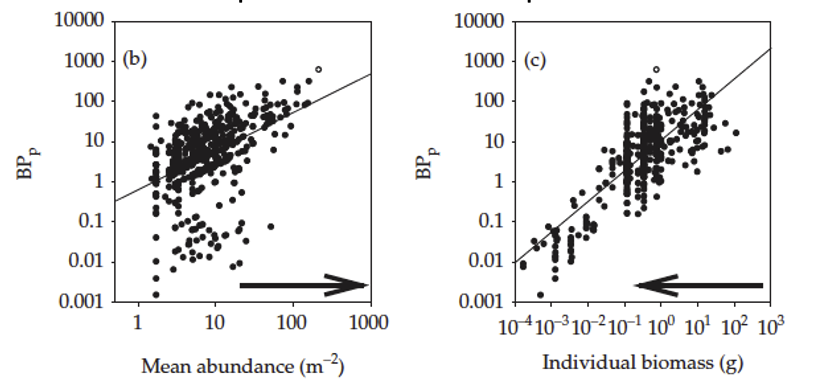 10000
1000
100
10
1
0.1
0.01
0.001
BPp
(b)
1 10 100 1000
Mean abundance (m⁻²)
10000
1000
100
10
1
0.1
0.01
0.001
BPp
(c)
10⁻⁴ 10⁻³ 10⁻² 10⁻¹ 10⁰ 10¹ 10² 10³
Individual biomass (g)